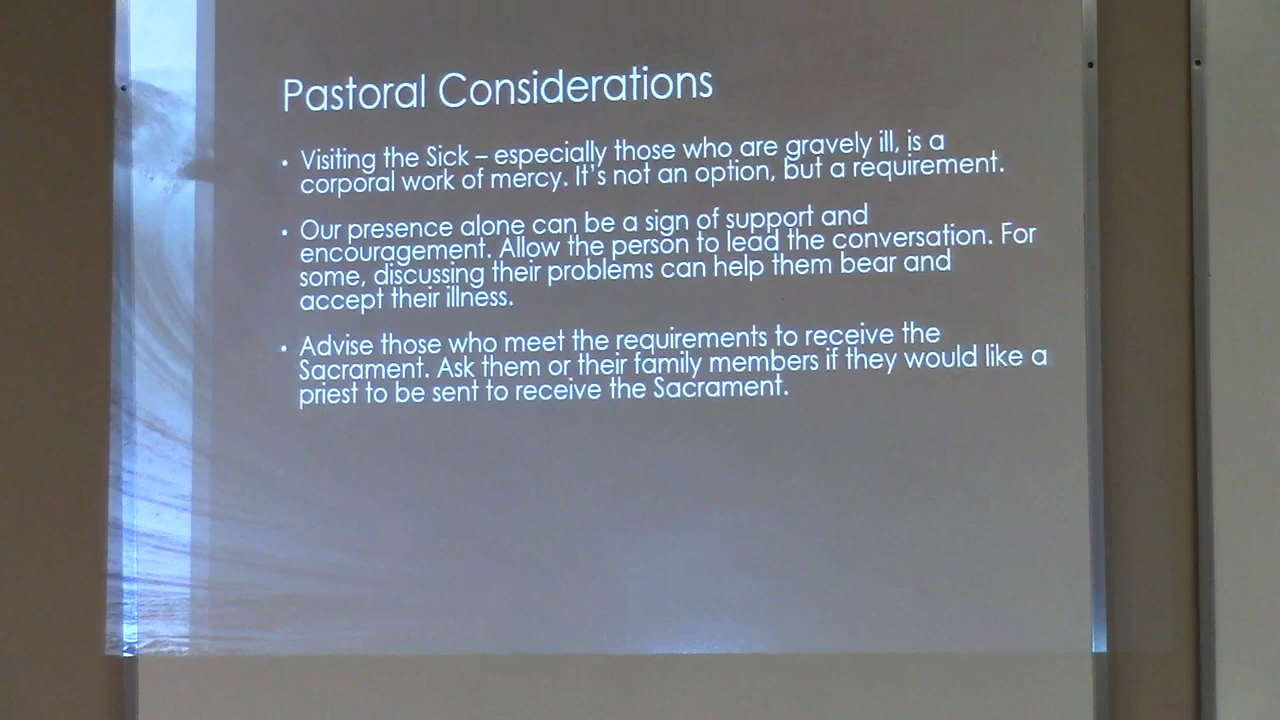 Pastoral Considerations
• Visiting the Sick – especially those who are gravely ill, is a
corporal work of mercy. It's not an option, but a requirement.
• Our presence alone can be a sign of support and
encouragement. Allow the person to lead the conversation. For
some, discussing their problems can help them bear and
accept their illness.
• Advise those who meet the requirements to receive the
Sacrament. Ask them or their family members if they would like a
priest to be sent to receive the Sacrament.